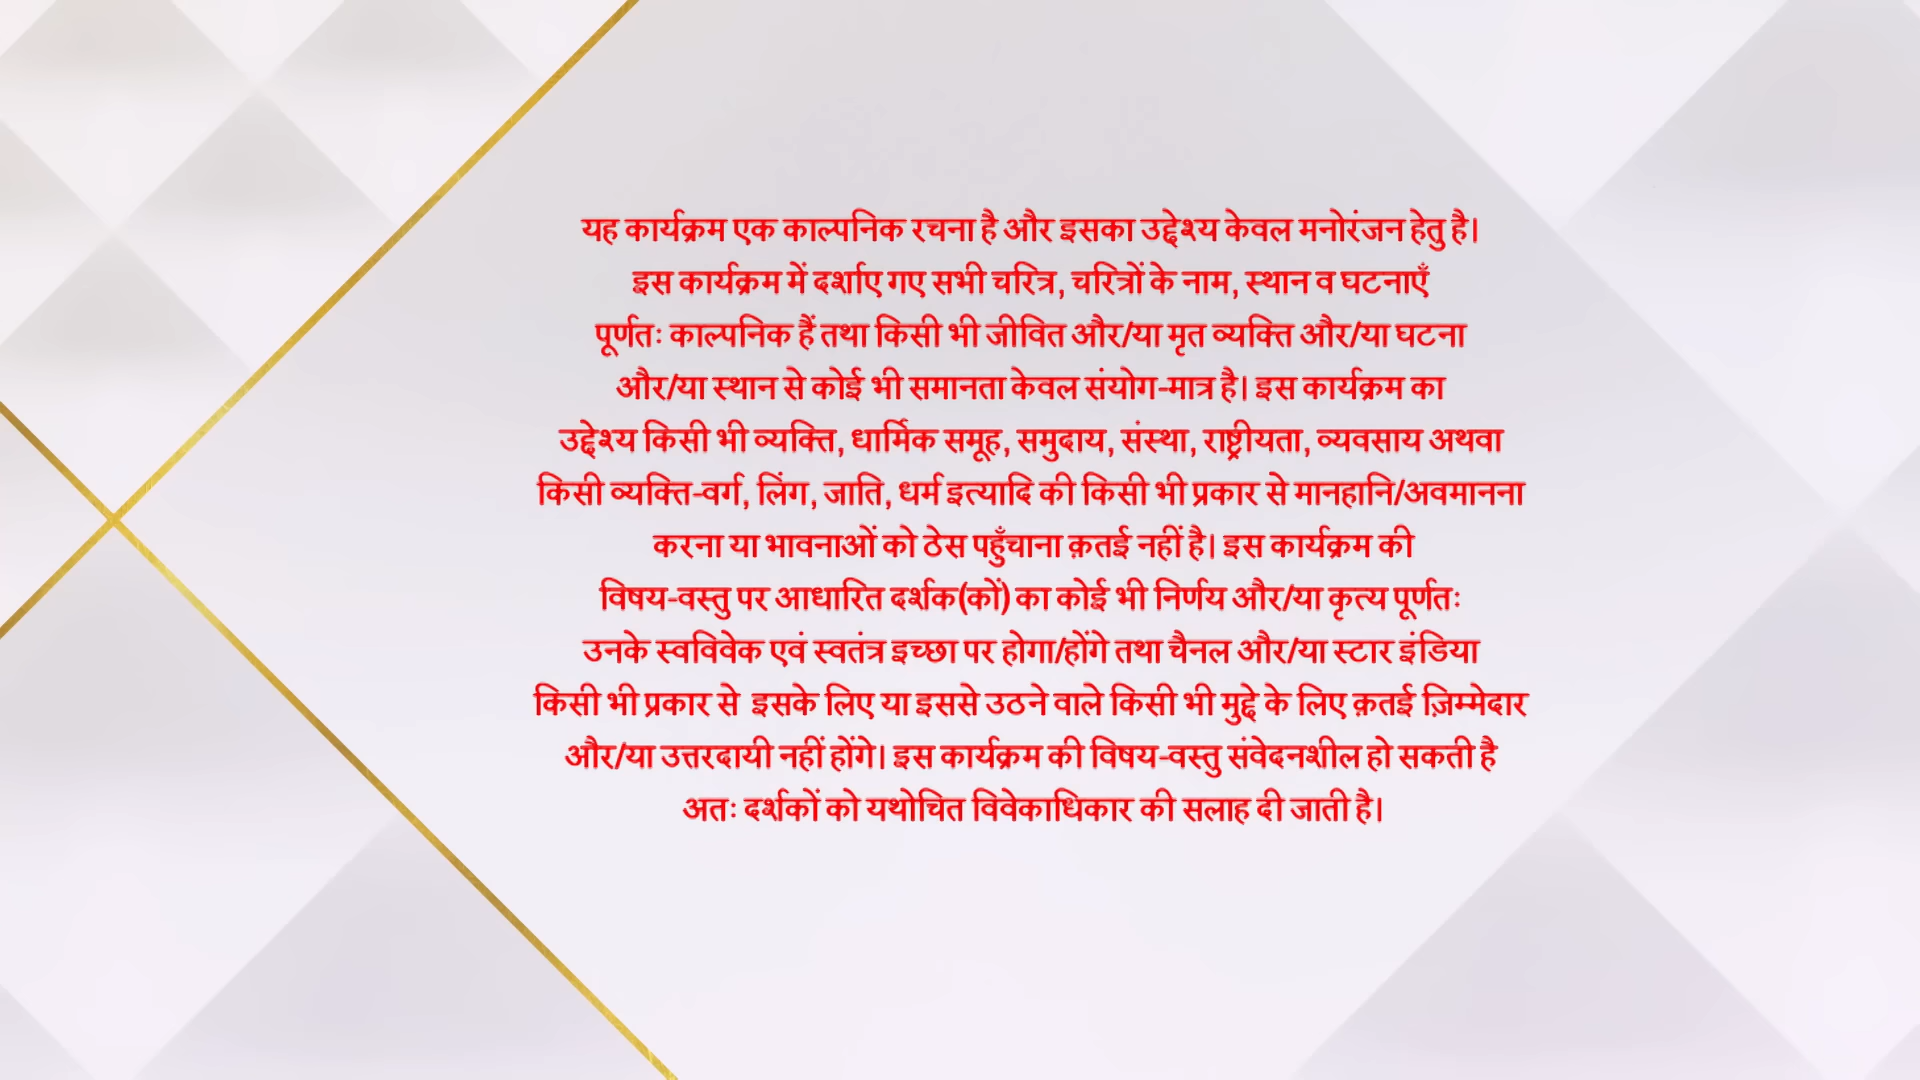 यह कार्यक्रम एक काल्पनिक रचना है और इसका उद्देश्य केवल मनोरंजन हेतु है।
इस कार्यक्रम में दर्शाए गए सभी चरित्र, चरित्रों के नाम, स्थान व घटनाएँ
पूर्णतः काल्पनिक हैं तथा किसी भी जीवित और/या मृत व्यक्ति और/या घटना
और/या स्थान से कोई भी समानता केवल संयोग-मात्र है। इस कार्यक्रम का
उद्देश्य किसी भी व्यक्ति, धार्मिक समूह, समुदाय, संस्था, राष्ट्रीयता, व्यवसाय अथवा
किसी व्यक्ति-वर्ग, लिंग, जाति, धर्म इत्यादि की किसी भी प्रकार से मानहानि/अवमानना
करना या भावनाओं को ठेस पहुँचाना क़तई नहीं है। इस कार्यक्रम की
विषय-वस्तु पर आधारित दर्शक(कों) का कोई भी निर्णय और/या कृत्य पूर्णतः
उनके स्वविवेक एवं स्वतंत्र इच्छा पर होगा/होंगे तथा चैनल और/या स्टार इंडिया
किसी भी प्रकार से इसके लिए या इससे उठने वाले किसी भी मुद्दे के लिए क़तई ज़िम्मेदार
और/या उत्तरदायी नहीं होंगे। इस कार्यक्रम की विषय-वस्तु संवेदनशील हो सकती है
अतः दर्शकों को यथोचित विवेकाधिकार की सलाह दी जाती है।